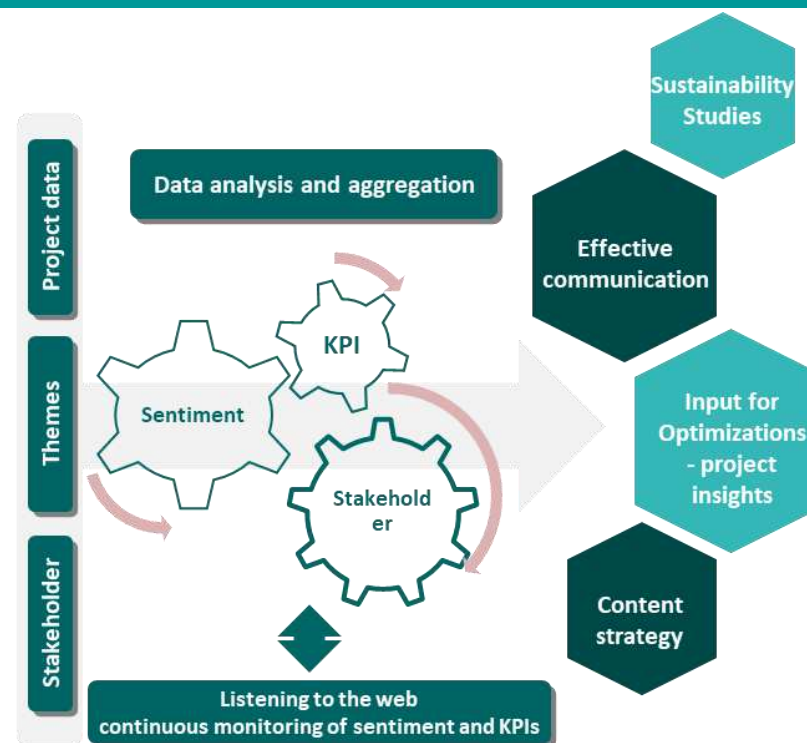 Sustainability
Studies
Project data
Data analysis and aggregation
Effective
communication
KPI
Themes
Sentiment
Input for
Optimizations
- project
insights
Stakehold
er
Stakeholder
Content
strategy
Listening to the web
continuous monitoring of sentiment and KPIs